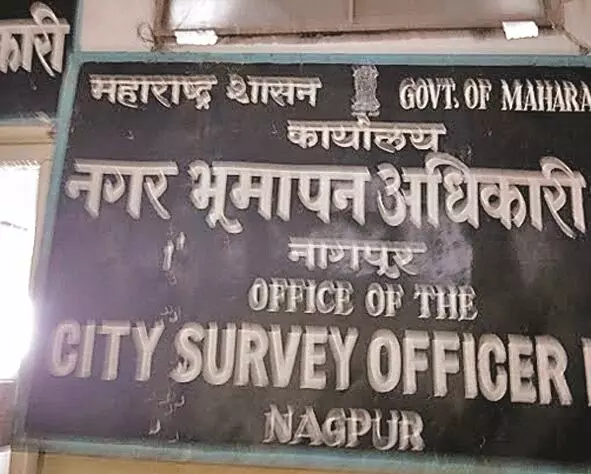 कारी
महाराष्ट्र शासन GOVT. OF MAHARA
कार्यालय
नगर भूमापन अधिकारी
नागपुर
OFFICE OF THE
CITY SURVEY OFFICER
NAGPUR